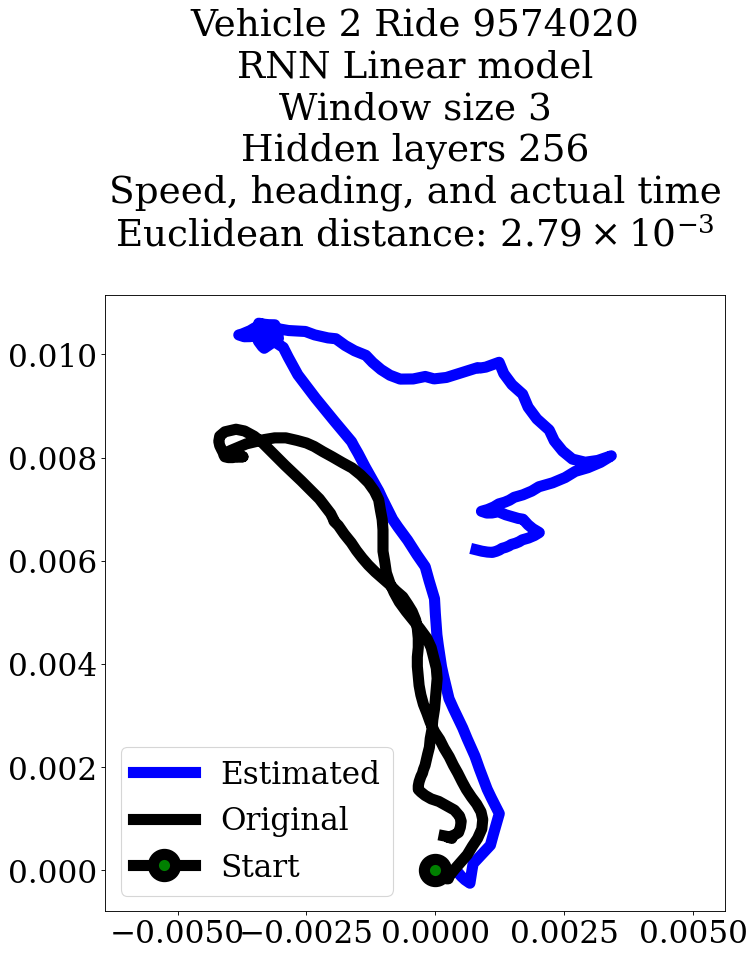 Vehicle 2 Ride 9574020
RNN Linear model
Window size 3
Hidden layers 256
Speed, heading, and actual time
Euclidean distance: 2.79 × 10⁻³
0.010
0.008
0.006
0.004
0.002
0.000
Estimated
Original
Start
−0.0050 −0.0025 0.0000 0.0025 0.0050